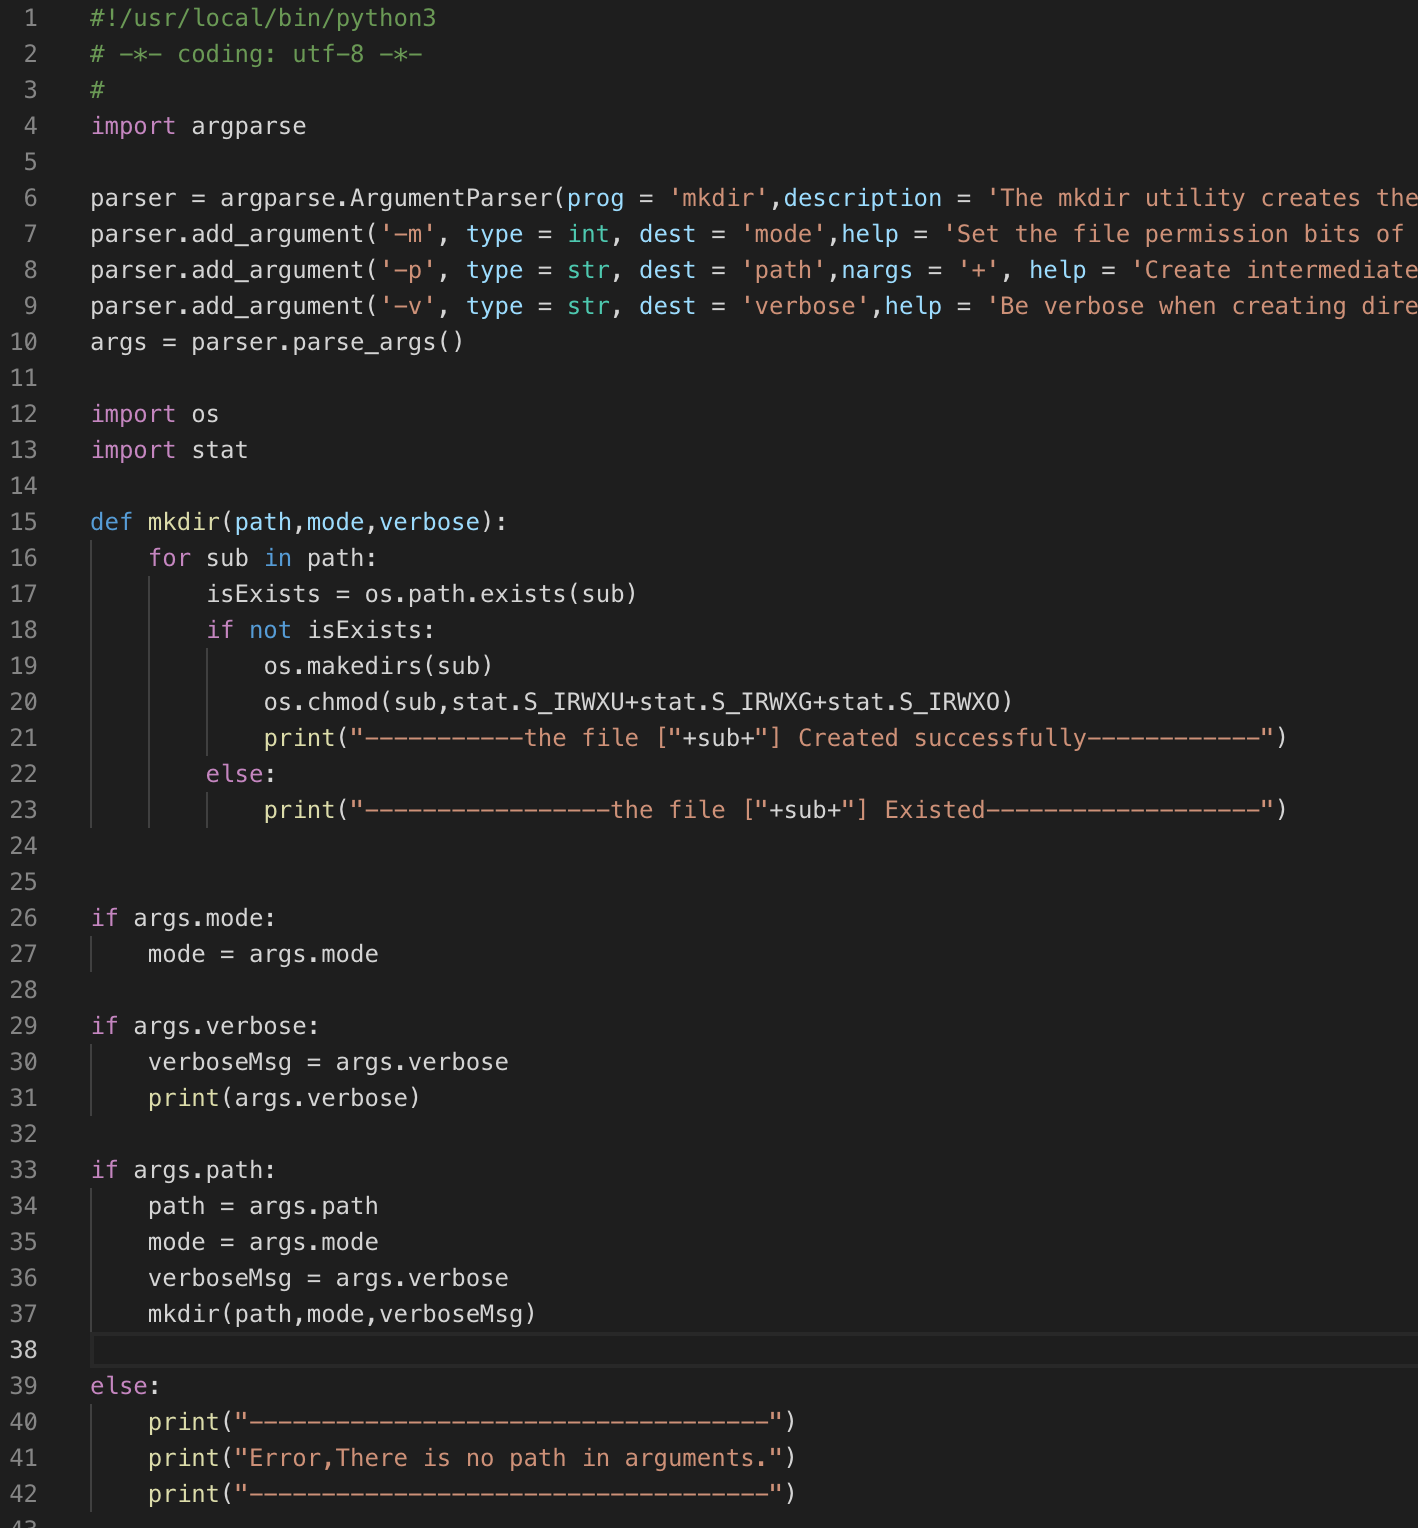 1 #!/usr/local/bin/python3
2 # -*- coding: utf-8 -*-
3 #
4 import argparse
5
6 parser = argparse.ArgumentParser(prog = 'mkdir',description = 'The mkdir utility creates the
7 parser.add_argument('-m', type = int, dest = 'mode',help = 'Set the file permission bits of
8 parser.add_argument('-p', type = str, dest = 'path',nargs = '+', help = 'Create intermediate
9 parser.add_argument('-v', type = str, dest = 'verbose',help = 'Be verbose when creating dire
10 args = parser.parse_args()
11
12 import os
13 import stat
14
15 def mkdir(path,mode,verbose):
16     for sub in path:
17         isExists = os.path.exists(sub)
18         if not isExists:
19             os.makedirs(sub)
20             os.chmod(sub,stat.S_IRWXU+stat.S_IRWXG+stat.S_IRWXO)
21             print("-----------the file ["+sub+"] Created successfully------------")
22         else:
23             print("-----------------the file ["+sub+"] Existed-------------------")
24
25
26 if args.mode:
27     mode = args.mode
28
29 if args.verbose:
30     verboseMsg = args.verbose
31     print(args.verbose)
32
33 if args.path:
34     path = args.path
35     mode = args.mode
36     verboseMsg = args.verbose
37     mkdir(path,mode,verboseMsg)
38
39 else:
40     print("------------------------------------")
41     print("Error,There is no path in arguments.")
42     print("------------------------------------")
43